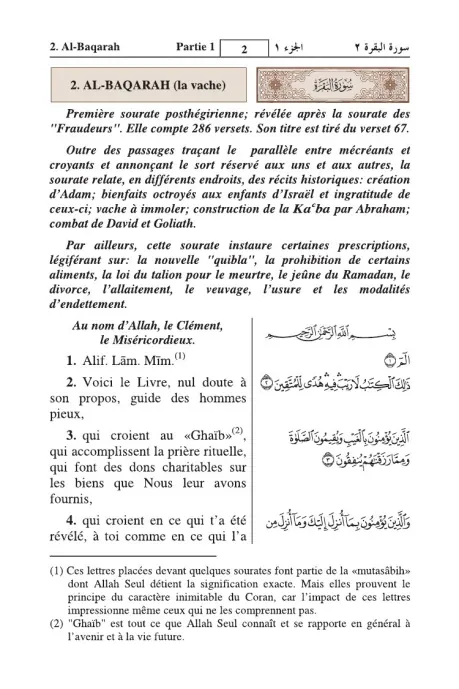 2. Al-Baqarah Partie 1 2 الجزء ١ سورة البقرة ٢
2. AL-BAQARAH (la vache) سُورَةُ البَقَرَةِ
Première sourate posthégirienne; révélée après la sourate des
"Fraudeurs". Elle compte 286 versets. Son titre est tiré du verset 67.
Outre des passages traçant le parallèle entre mécréants et
croyants et annonçant le sort réservé aux uns et aux autres, la
sourate relate, en différents endroits, des récits historiques: création
d'Adam; bienfaits octroyés aux enfants d'Israël et ingratitude de
ceux-ci; vache à immoler; construction de la Kaʿba par Abraham;
combat de David et Goliath.
Par ailleurs, cette sourate instaure certaines prescriptions,
légiférant sur: la nouvelle "quibla", la prohibition de certains
aliments, la loi du talion pour le meurtre, le jeûne du Ramadan, le
divorce, l'allaitement, le veuvage, l'usure et les modalités
d'endettement.
Au nom d'Allah, le Clément,
le Miséricordieux.
1. Alif. Lām. Mīm.(1)
2. Voici le Livre, nul doute à
son propos, guide des hommes
pieux,
3. qui croient au «Ghaïb»(2),
qui accomplissent la prière rituelle,
qui font des dons charitables sur
les biens que Nous leur avons
fournis,
4. qui croient en ce qui t'a été
révélé, à toi comme en ce qui l'a
بِسْمِ اللَّهِ الرَّحْمَٰنِ الرَّحِيمِ
الٓمٓ ١
ذَٰلِكَ الْكِتَابُ لَا رَيْبَ ۛ فِيهِ ۛ هُدًى لِّلْمُتَّقِينَ ٢
الَّذِينَ يُؤْمِنُونَ بِالْغَيْبِ وَيُقِيمُونَ الصَّلَوٰةَ
وَمِمَّا رَزَقْنَٰهُمْ يُنفِقُونَ ٣
وَالَّذِينَ يُؤْمِنُونَ بِمَا أُنزِلَ إِلَيْكَ وَمَا أُنزِلَ مِن
(1) Ces lettres placées devant quelques sourates font partie de la «mutasâbih»
dont Allah Seul détient la signification exacte. Mais elles prouvent le
principe du caractère inimitable du Coran, car l'impact de ces lettres
impressionne même ceux qui ne les comprennent pas.
(2) "Ghaïb" est tout ce que Allah Seul connaît et se rapporte en général à
l'avenir et à la vie future.